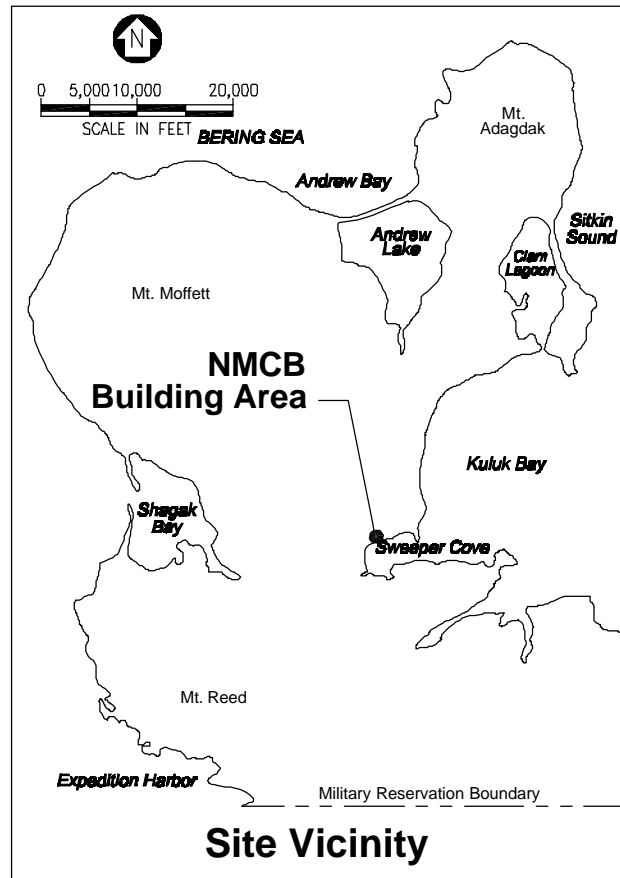 N
0 5,000 10,000 20,000
SCALE IN FEET
BERING SEA
Mt.
Adagdak
Andrew Bay
Andrew
Lake
Sitkin
Sound
Clam
Lagoon
Mt. Moffett
NMCB
Building Area
Kuluk Bay
Shagak
Bay
Sweeper Cove
Mt. Reed
Expedition Harbor
Military Reservation Boundary
Site Vicinity